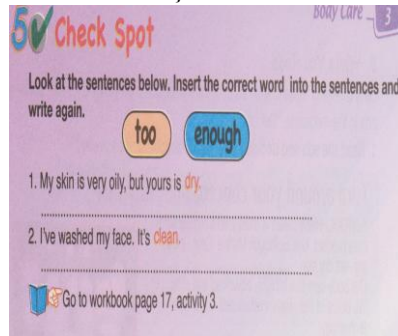 Body Care
3
5 Check Spot
Look at the sentences below. Insert the correct word into the sentences and
write again.
too enough
1. My skin is very oily, but yours is dry.
2. I've washed my face. It's clean.
Go to workbook page 17, activity 3.